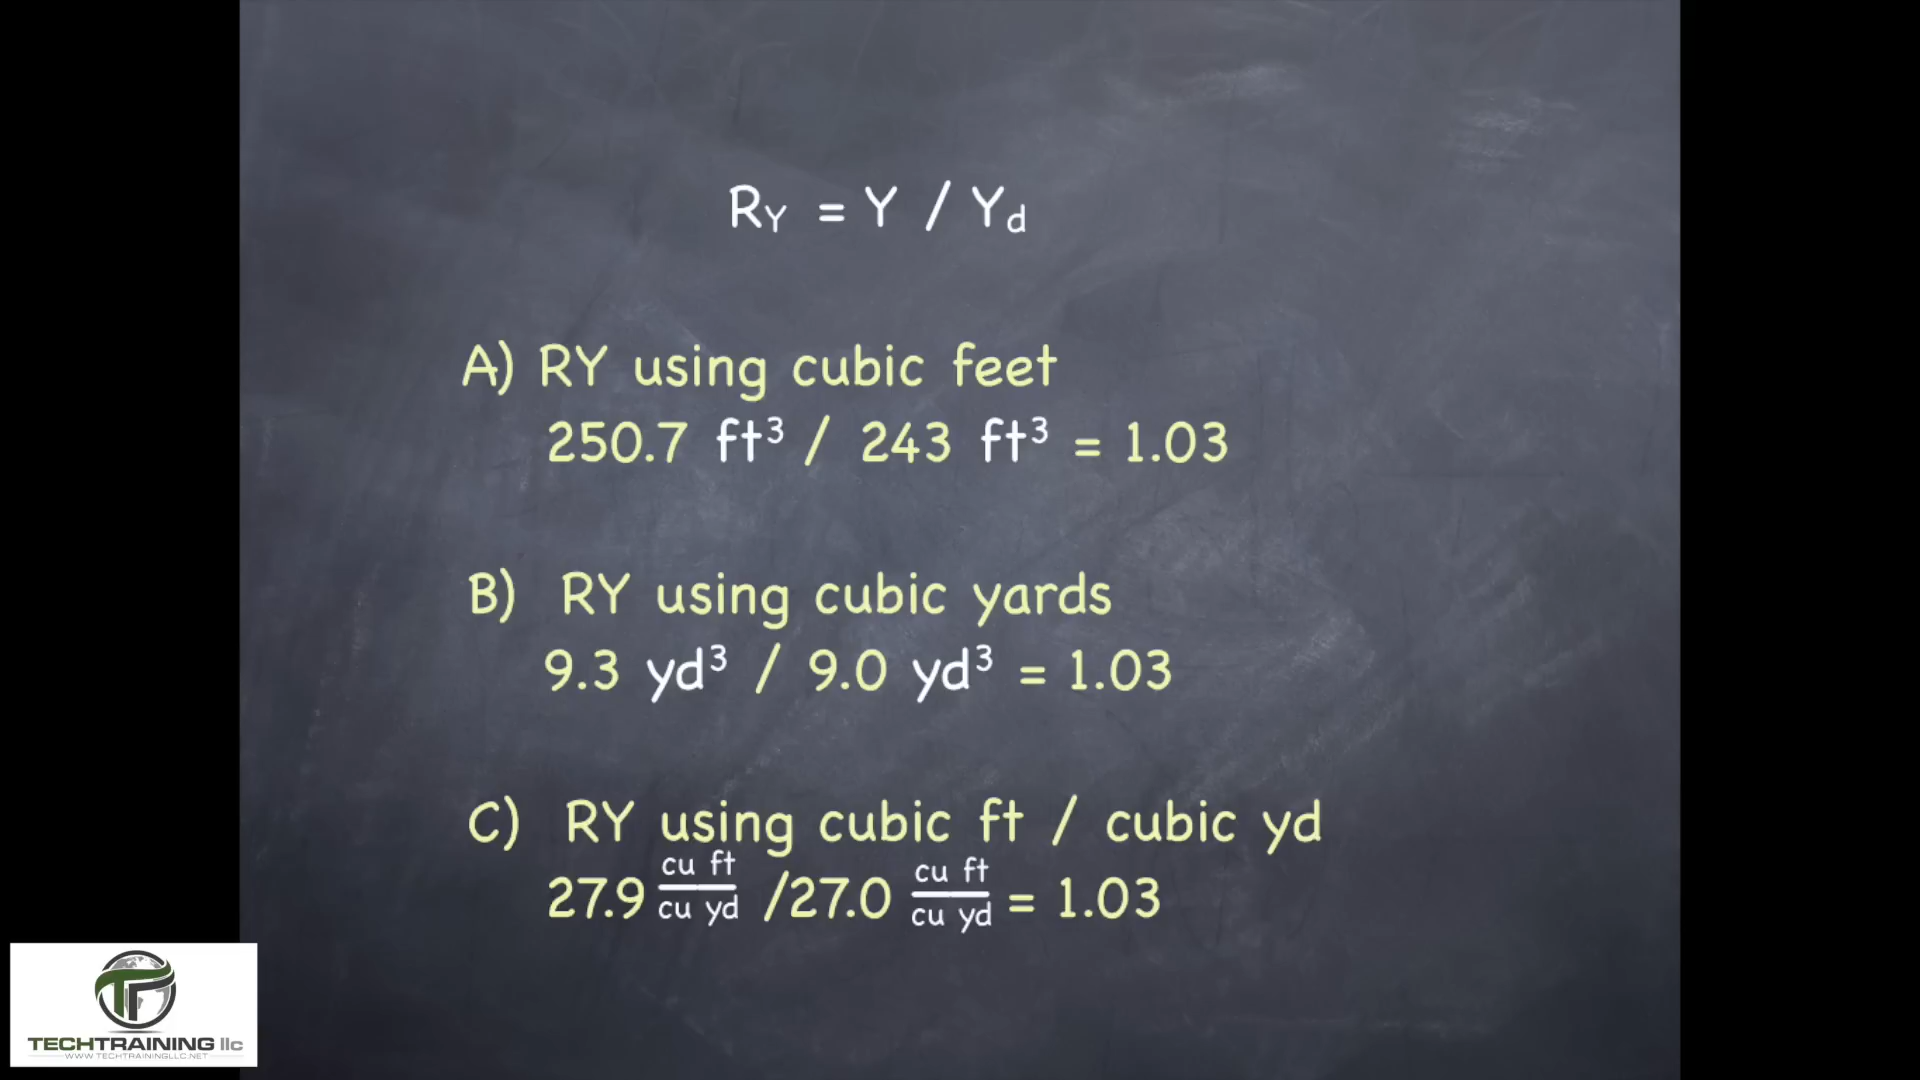 RY = Y / Yd
A) RY using cubic feet
250.7 ft³ / 243 ft³ = 1.03
B) RY using cubic yards
9.3 yd³ / 9.0 yd³ = 1.03
C) RY using cubic ft / cubic yd
27.9 cu ft/cu yd /27.0 cu ft/cu yd = 1.03
TF
TECHTRAINING llc
WWW.TECHTRAININGLLC.NET